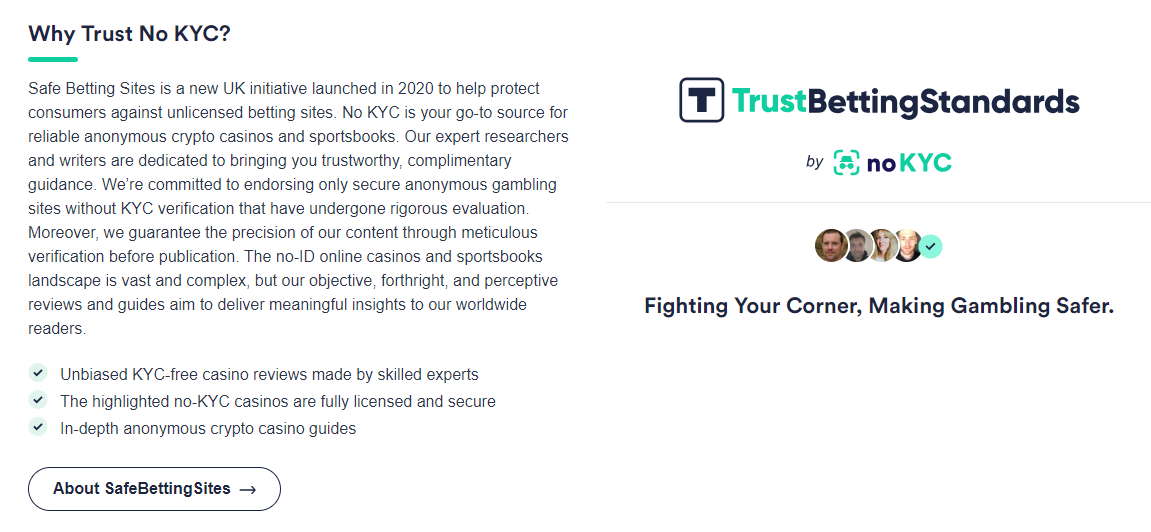 Why Trust No KYC?
Safe Betting Sites is a new UK initiative launched in 2020 to help protect
consumers against unlicensed betting sites. No KYC is your go-to source for
reliable anonymous crypto casinos and sportsbooks. Our expert researchers
and writers are dedicated to bringing you trustworthy, complimentary
guidance. We’re committed to endorsing only secure anonymous gambling
sites without KYC verification that have undergone rigorous evaluation.
Moreover, we guarantee the precision of our content through meticulous
verification before publication. The no-ID online casinos and sportsbooks
landscape is vast and complex, but our objective, forthright, and perceptive
reviews and guides aim to deliver meaningful insights to our worldwide
readers.
Unbiased KYC-free casino reviews made by skilled experts
The highlighted no-KYC casinos are fully licensed and secure
In-depth anonymous crypto casino guides
About SafeBettingSites →
T TrustBettingStandards
by noKYC
Fighting Your Corner, Making Gambling Safer.